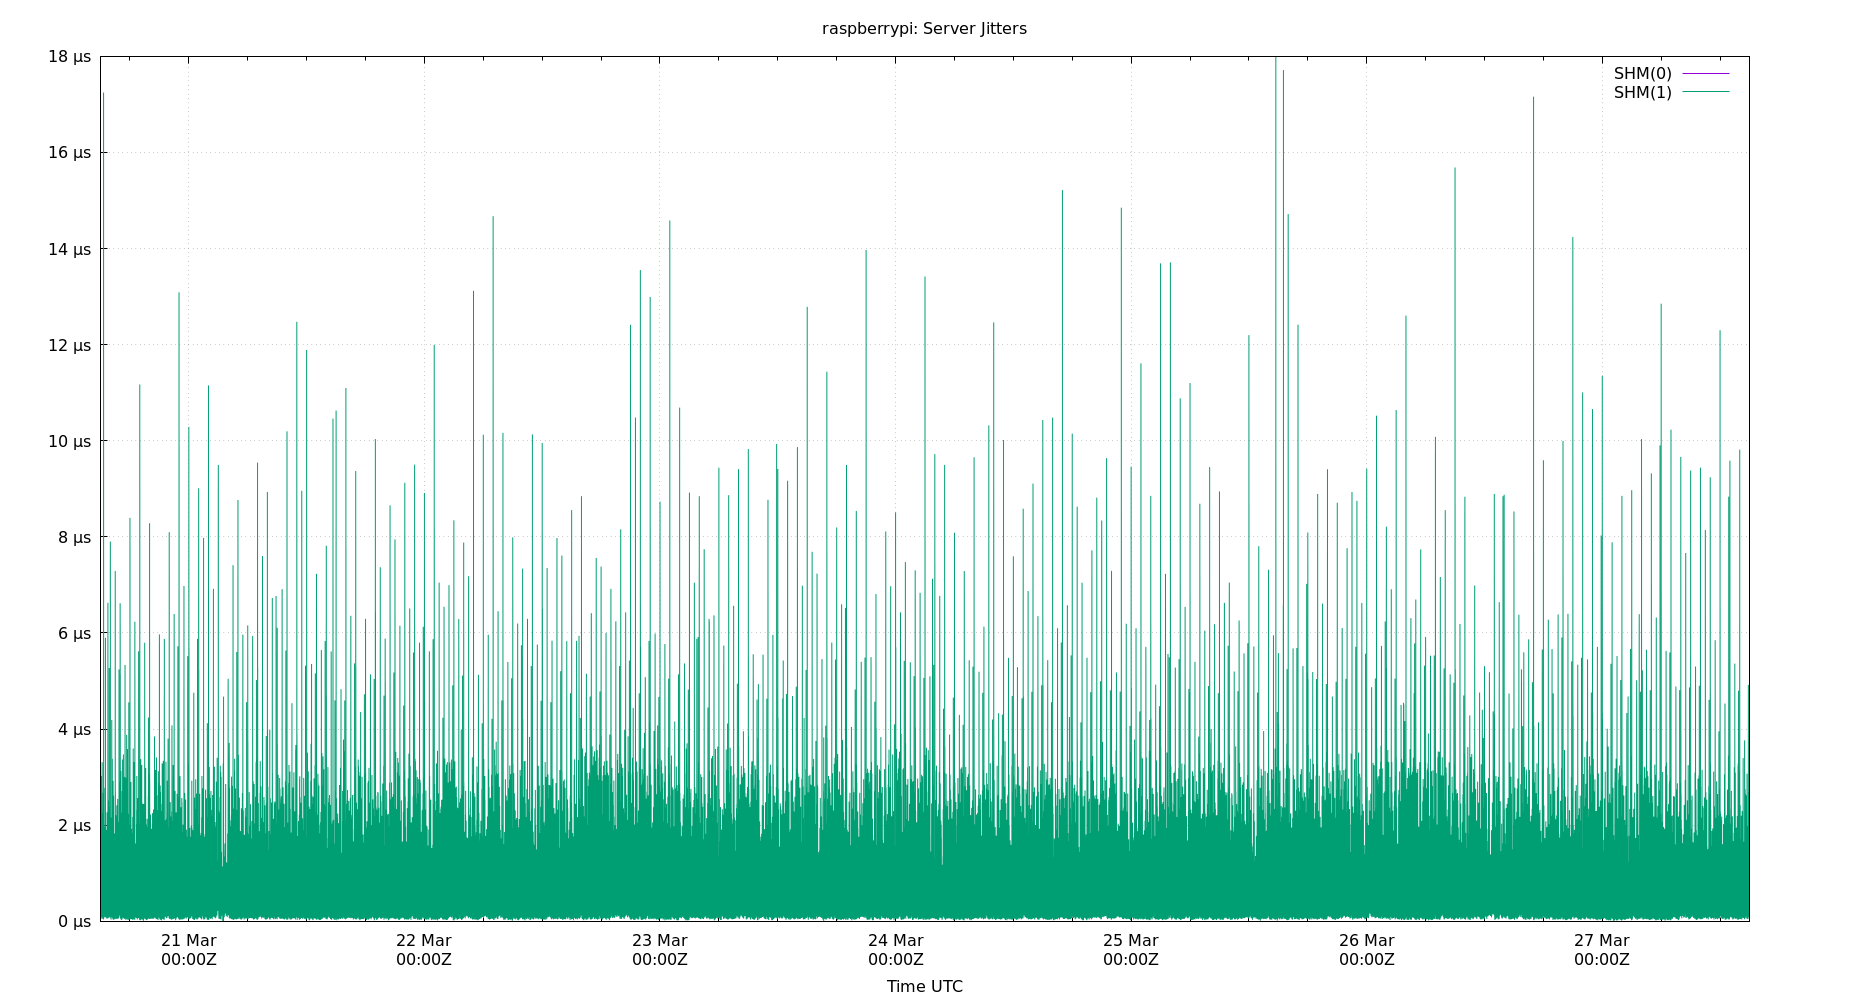 raspberrypi: Server Jitters
18 µs
SHM(0)
SHM(1)
16 µs
14 µs
12 µs
10 µs
8 µs
6 µs
4 µs
2 µs
0 µs
21 Mar 22 Mar 23 Mar 24 Mar 25 Mar 26 Mar 27 Mar
00:00Z 00:00Z 00:00Z 00:00Z 00:00Z 00:00Z 00:00Z
Time UTC